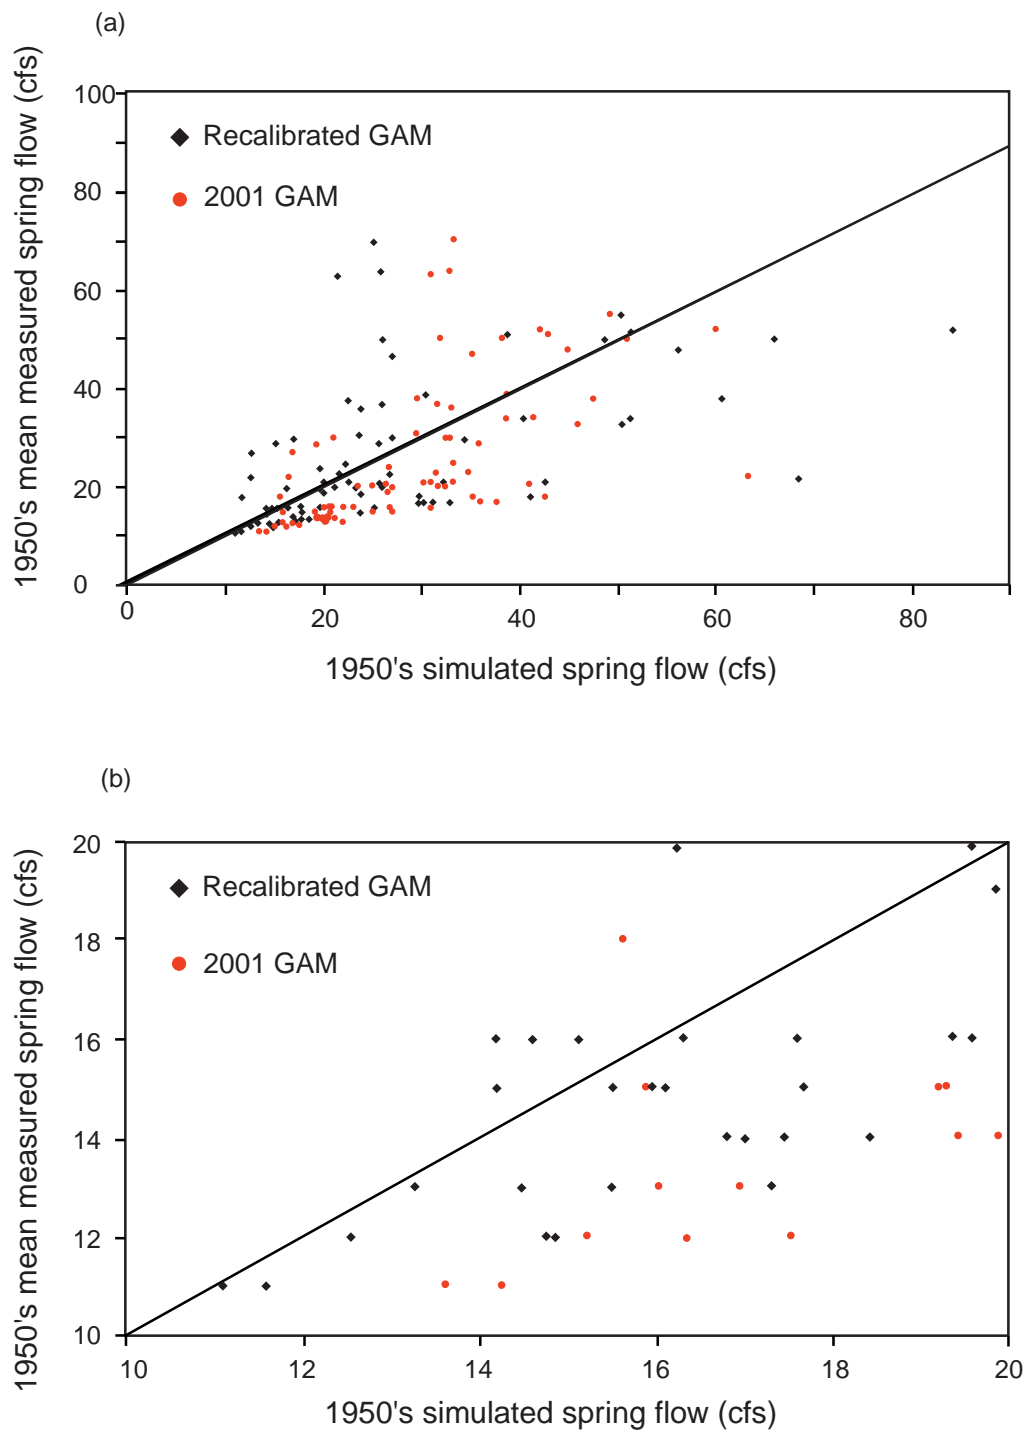 (a)
1950's mean measured spring flow (cfs)
100
80
60
40
20
0
Recalibrated GAM
2001 GAM
0 20 40 60 80
1950's simulated spring flow (cfs)
(b)
1950's mean measured spring flow (cfs)
20
18
16
14
12
10
Recalibrated GAM
2001 GAM
10 12 14 16 18 20
1950's simulated spring flow (cfs)